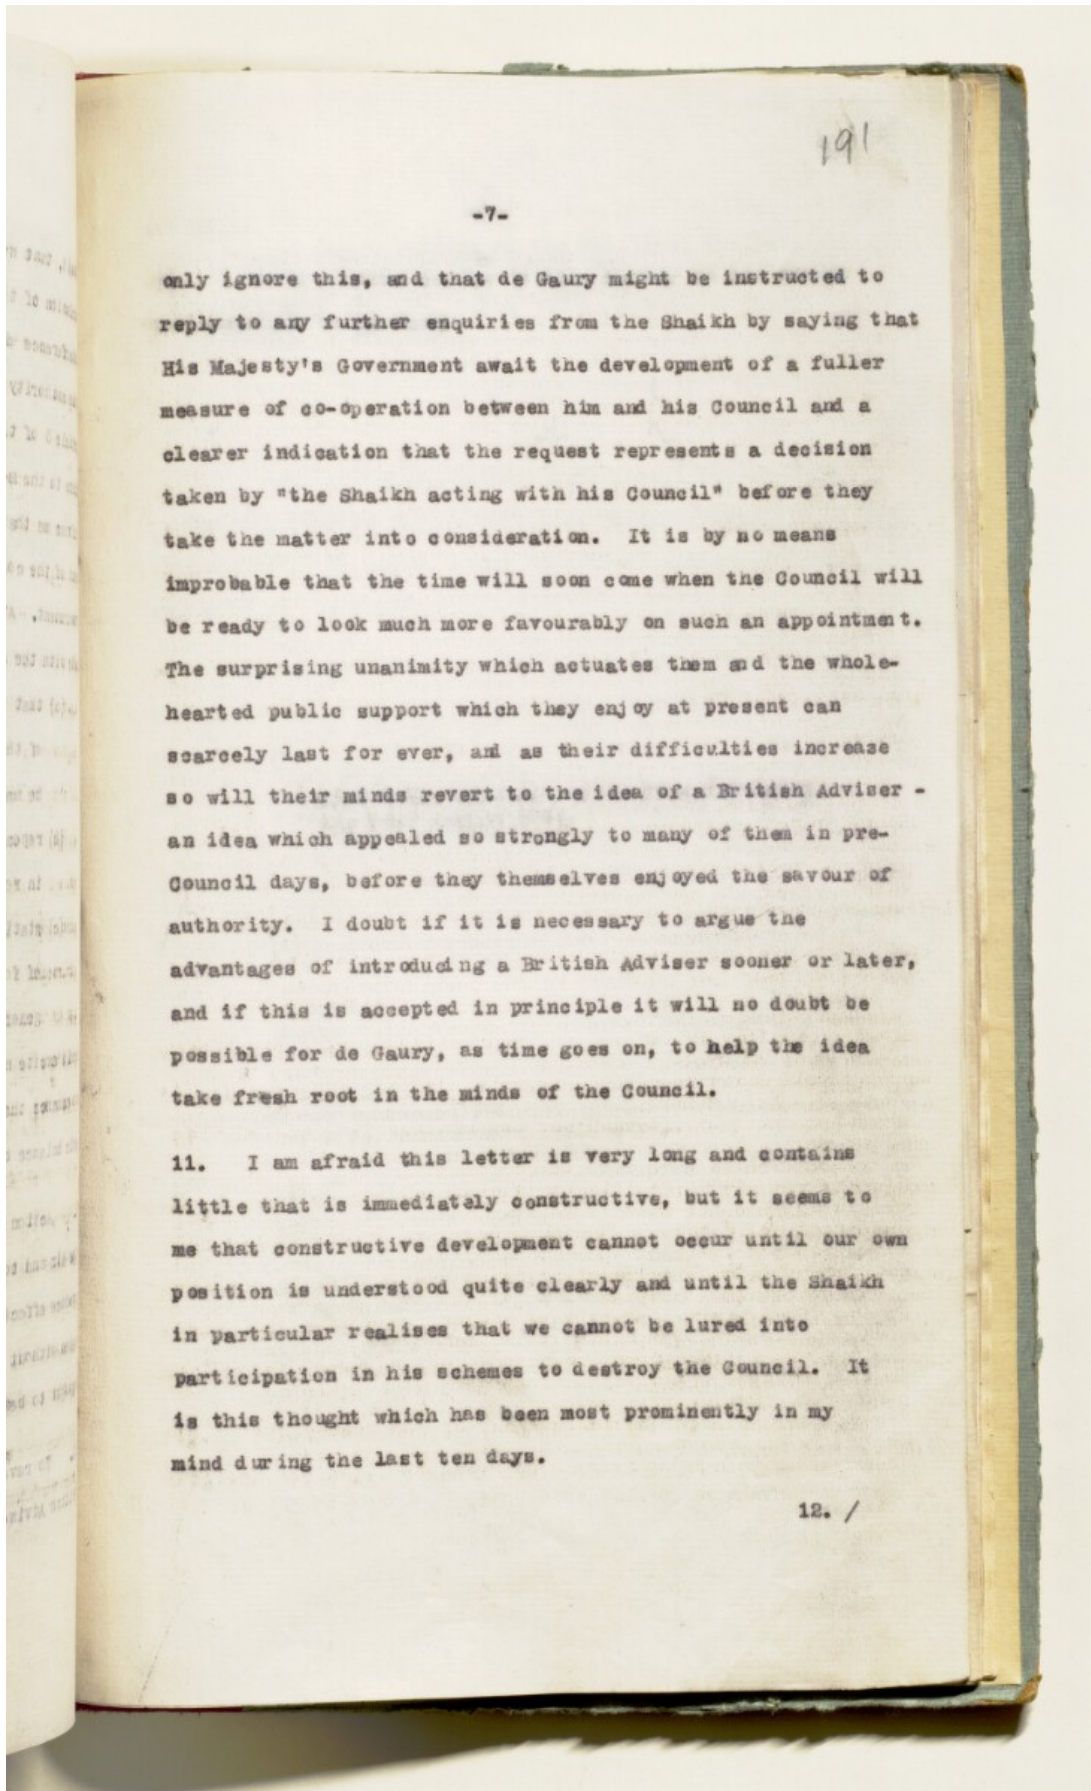 191
-7-
only ignore this, and that de Gaury might be instructed to
reply to any further enquiries from the Shaikh by saying that
His Majesty's Government await the development of a fuller
measure of co-operation between him and his Council and a
clearer indication that the request represents a decision
taken by "the Shaikh acting with his Council" before they
take the matter into consideration. It is by no means
improbable that the time will soon come when the Council will
be ready to look much more favourably on such an appointment.
The surprising unanimity which actuates them and the whole-
hearted public support which they enjoy at present can
scarcely last for ever, and as their difficulties increase
so will their minds revert to the idea of a British Adviser -
an idea which appealed so strongly to many of them in pre-
Council days, before they themselves enjoyed the savour of
authority. I doubt if it is necessary to argue the
advantages of introducing a British Adviser sooner or later,
and if this is accepted in principle it will no doubt be
possible for de Gaury, as time goes on, to help the idea
take fresh root in the minds of the Council.
11. I am afraid this letter is very long and contains
little that is immediately constructive, but it seems to
me that constructive development cannot occur until our own
position is understood quite clearly and until the Shaikh
in particular realises that we cannot be lured into
participation in his schemes to destroy the Council. It
is this thought which has been most prominently in my
mind during the last ten days.
12. /